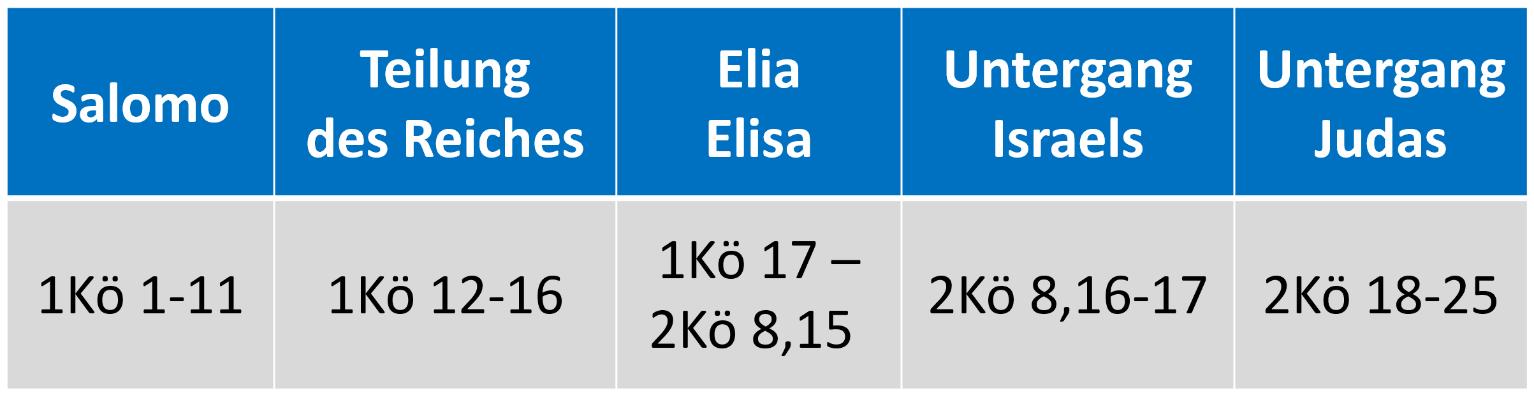 Salomo
Teilung
des Reiches
Elia
Elisa
Untergang
Israels
Untergang
Judas
1Kö 1-11
1Kö 12-16
1Kö 17 –
2Kö 8,15
2Kö 8,16-17
2Kö 18-25